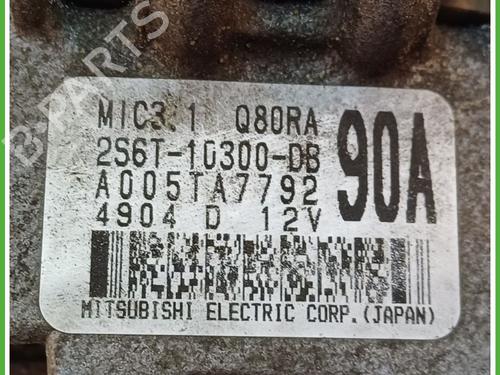 B-PARTS
MIC3.1 Q80RA
2S6T-10300-DB
90A
A005TA7792
4904 D 12V
MITSUBISHI ELECTRIC CORP. (JAPAN)